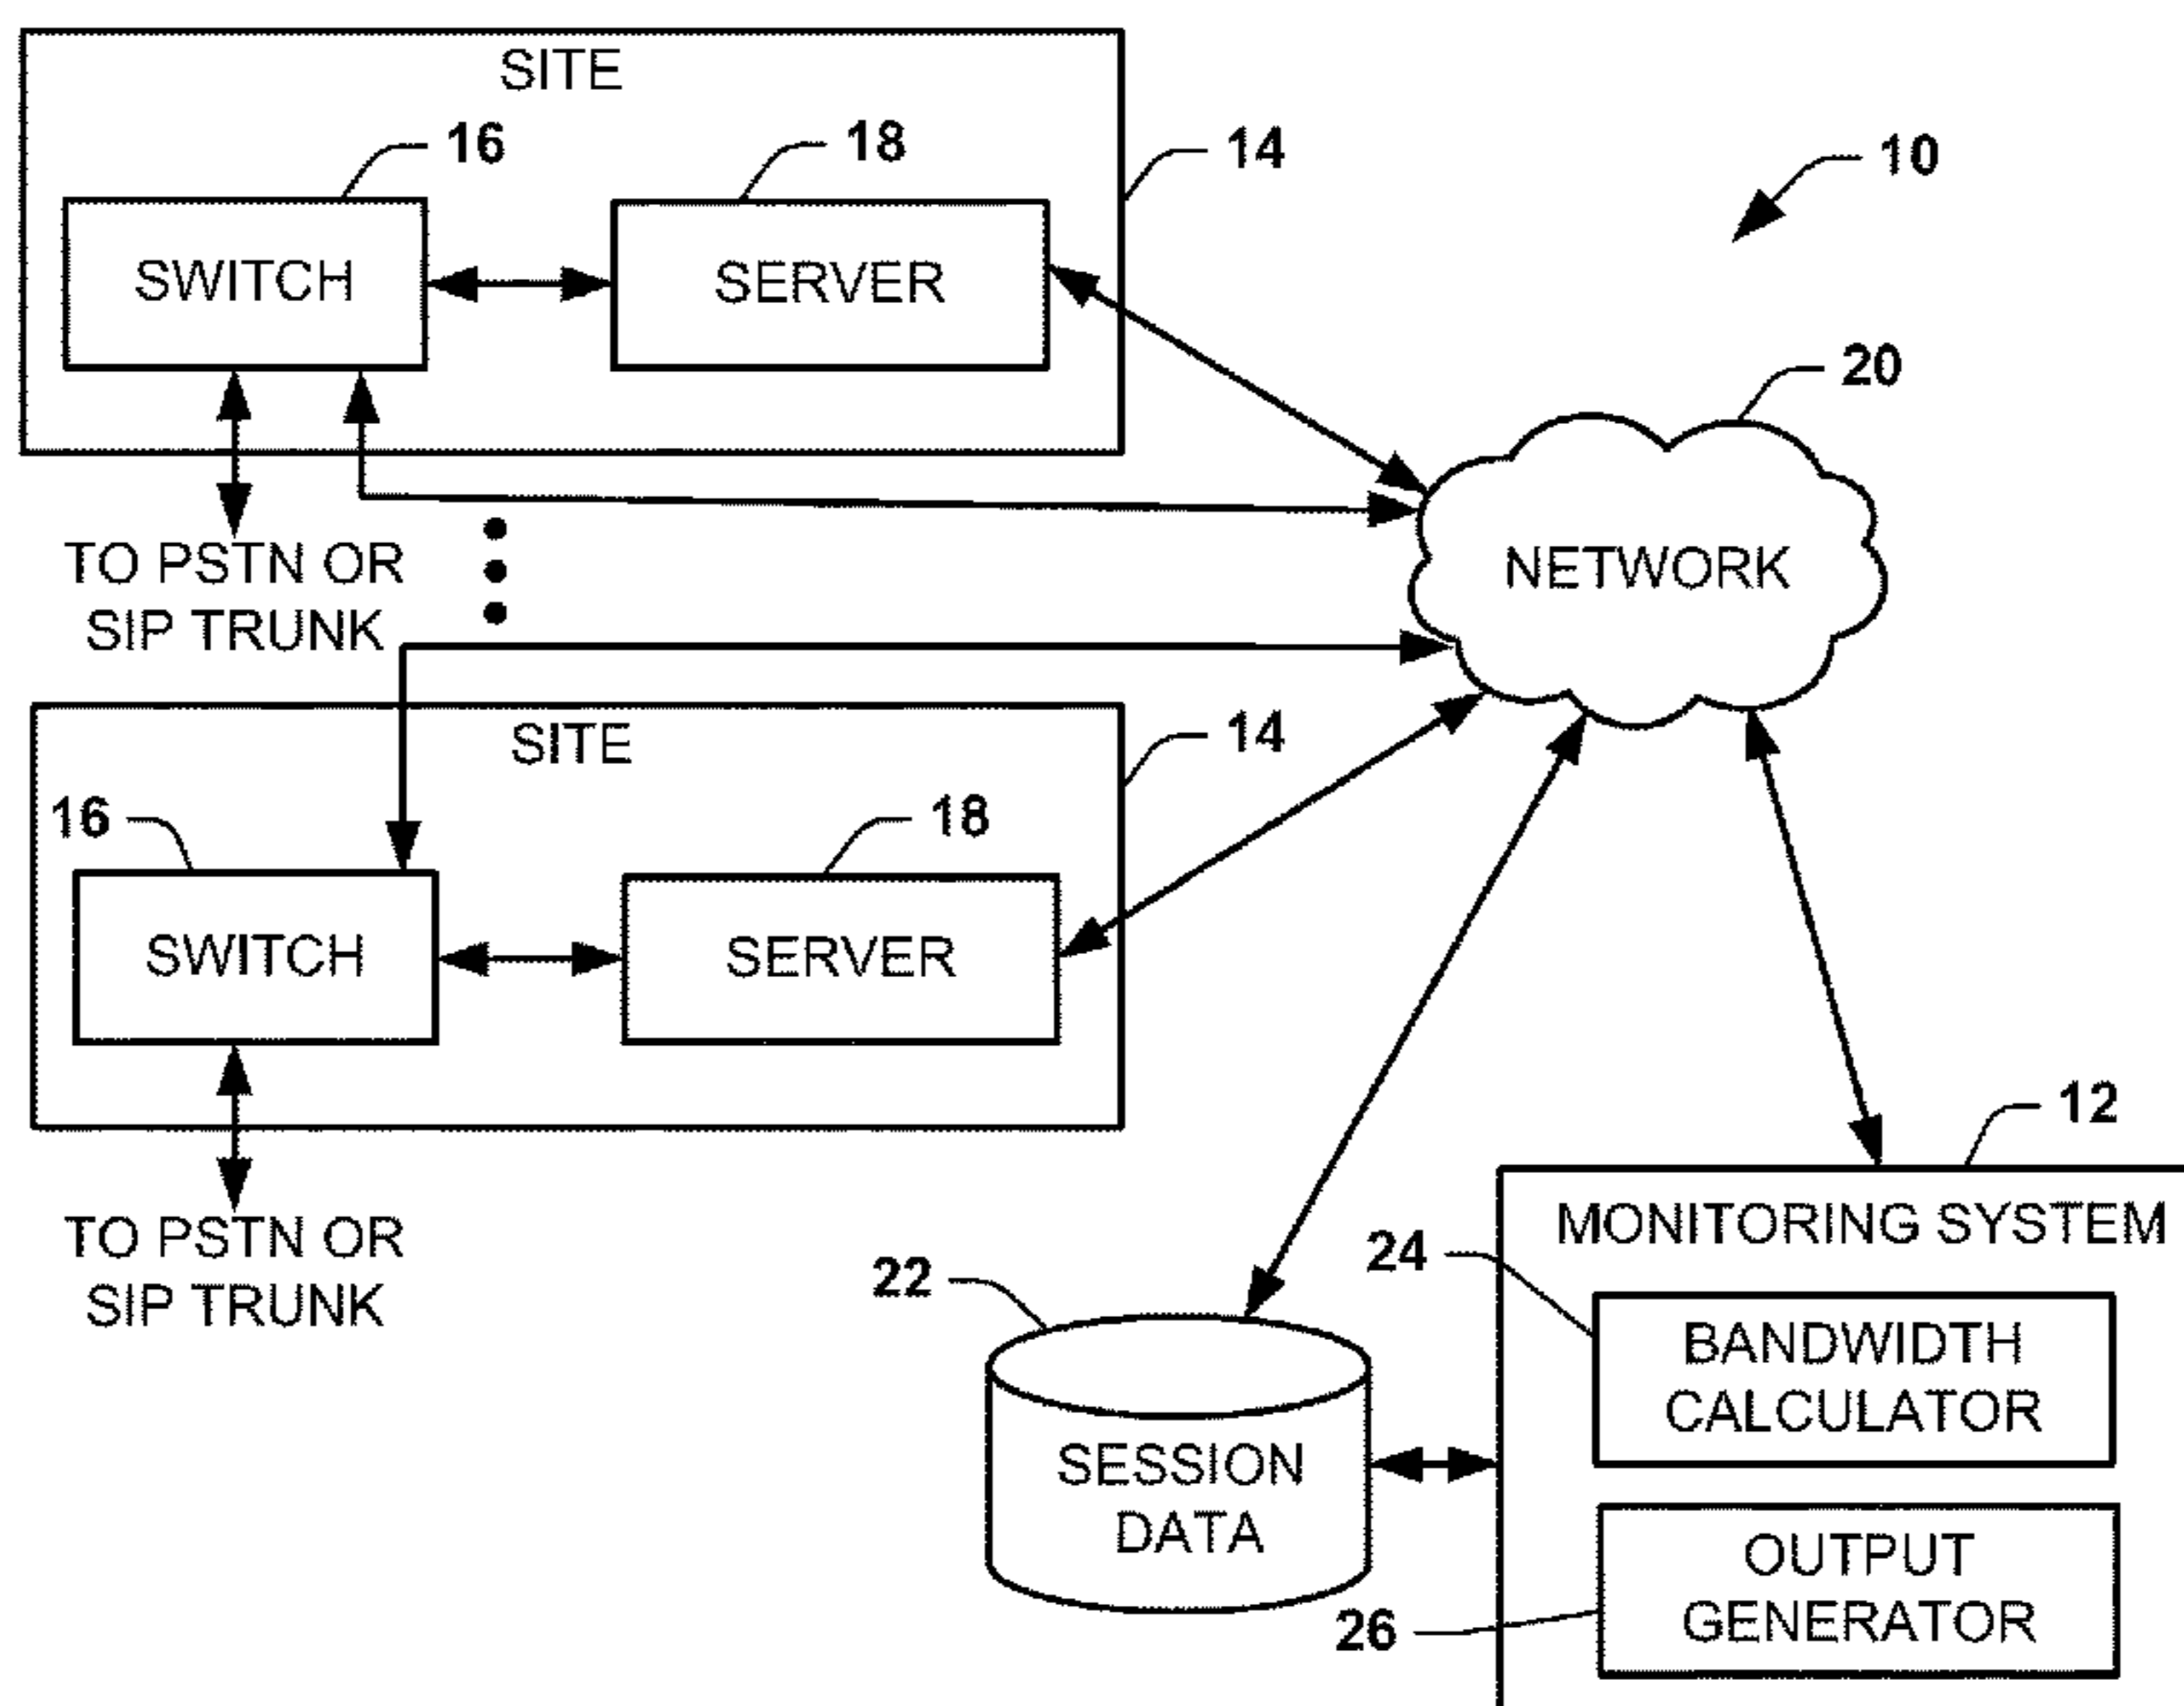 SITE
16
18
14
10
SWITCH
SERVER
20
TO PSTN OR
SIP TRUNK
NETWORK
SITE
14
16
18
SWITCH
SERVER
12
TO PSTN OR
SIP TRUNK
MONITORING SYSTEM
22
24
BANDWIDTH
CALCULATOR
SESSION
DATA
OUTPUT
GENERATOR
26